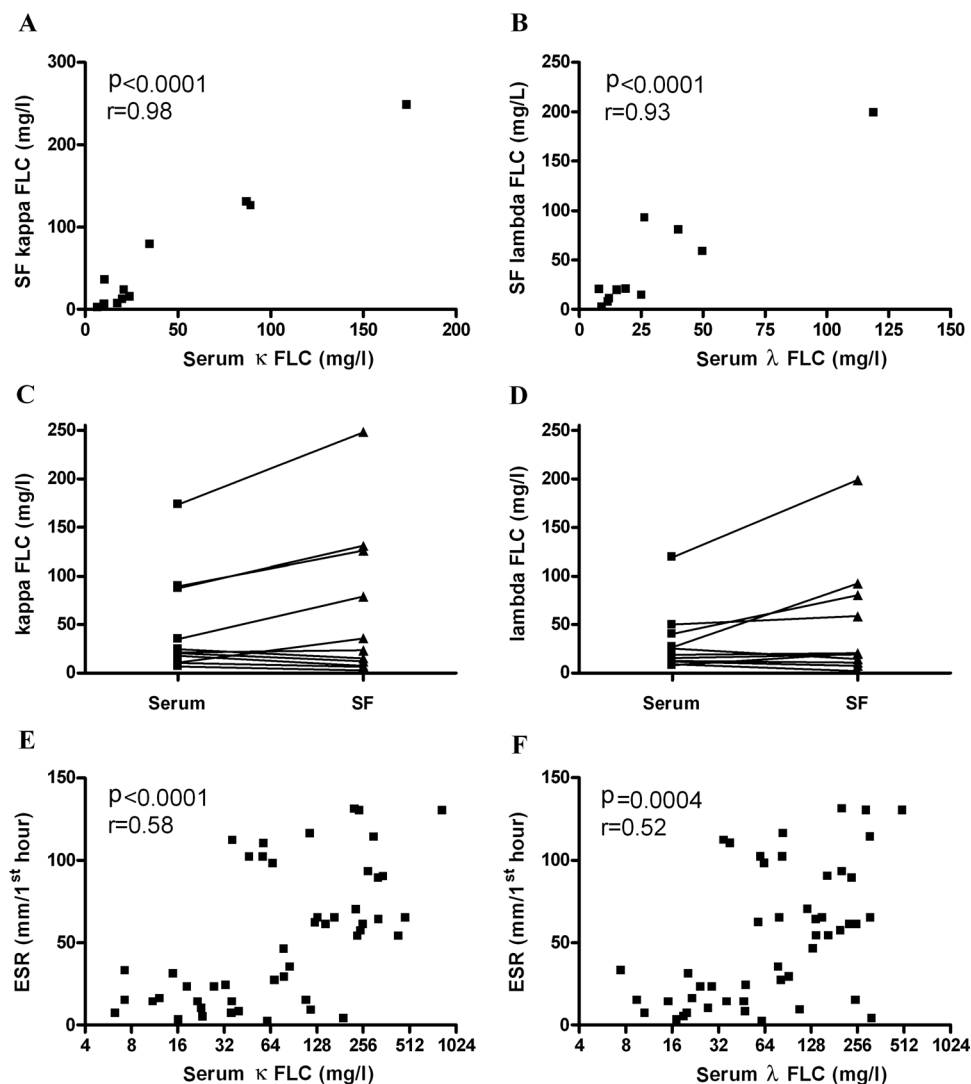 A
p<0.0001
r=0.98
SF kappa FLC (mg/l)
300
200
100
0
0 50 100 150 200
Serum κ FLC (mg/l)
B
p<0.0001
r=0.93
SF lambda FLC (mg/L)
200
150
100
50
0
0 25 50 75 100 125 150
Serum λ FLC (mg/l)
C
kappa FLC (mg/l)
250
200
150
100
50
0
Serum SF
D
lambda FLC (mg/l)
250
200
150
100
50
0
Serum SF
E
p<0.0001
r=0.58
ESR (mm/1st hour)
150
100
50
0
4 8 16 32 64 128 256 512 1024
Serum κ FLC (mg/l)
F
p=0.0004
r=0.52
ESR (mm/1st hour)
150
100
50
0
4 8 16 32 64 128 256 512 1024
Serum λ FLC (mg/l)